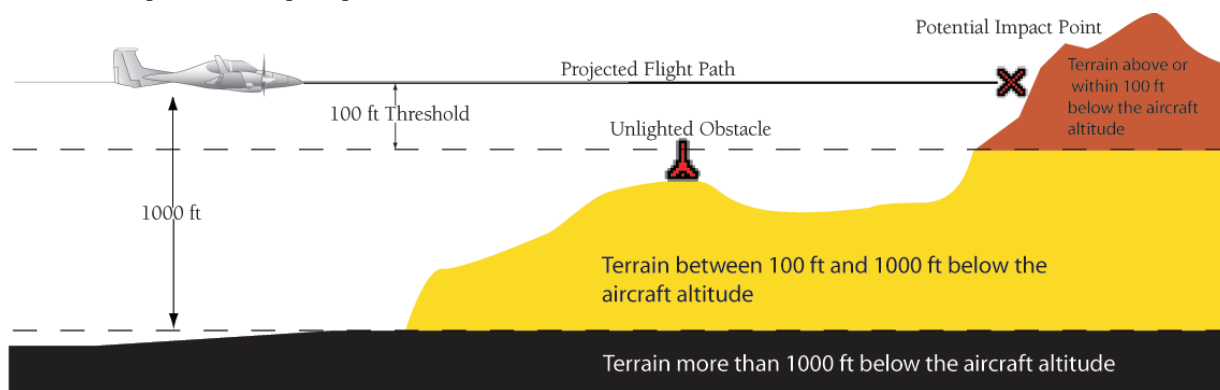 Potential Impact Point
Projected Flight Path
Terrain above or
within 100 ft
below the aircraft
altitude
100 ft Threshold
Unlighted Obstacle
1000 ft
Terrain between 100 ft and 1000 ft below the
aircraft altitude
Terrain more than 1000 ft below the aircraft altitude